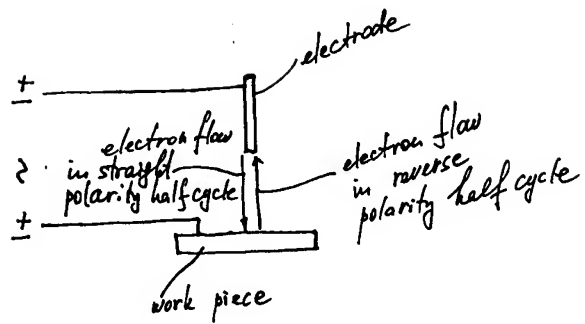 electrode
±
electron flow
in straight
polarity half cycle
electron flow
in reverse
polarity half cycle
~
±
work piece